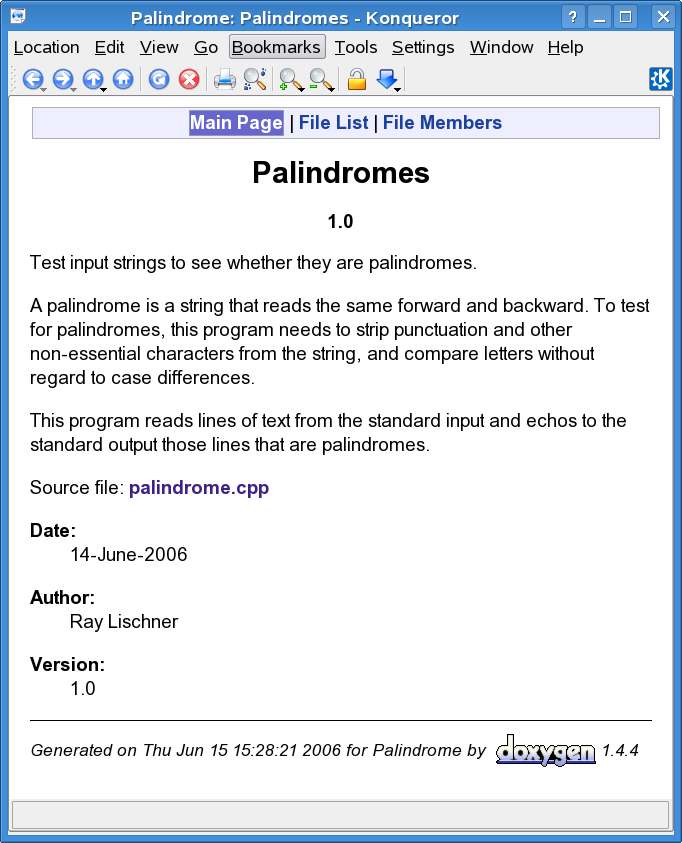 Palindrome: Palindromes - Konqueror
?
Location Edit View Go Bookmarks Tools Settings Window Help
Main Page | File List | File Members
Palindromes
1.0
Test input strings to see whether they are palindromes.
A palindrome is a string that reads the same forward and backward. To test
for palindromes, this program needs to strip punctuation and other
non-essential characters from the string, and compare letters without
regard to case differences.
This program reads lines of text from the standard input and echos to the
standard output those lines that are palindromes.
Source file: palindrome.cpp
Date:
14-June-2006
Author:
Ray Lischner
Version:
1.0
Generated on Thu Jun 15 15:28:21 2006 for Palindrome by doxygen 1.4.4